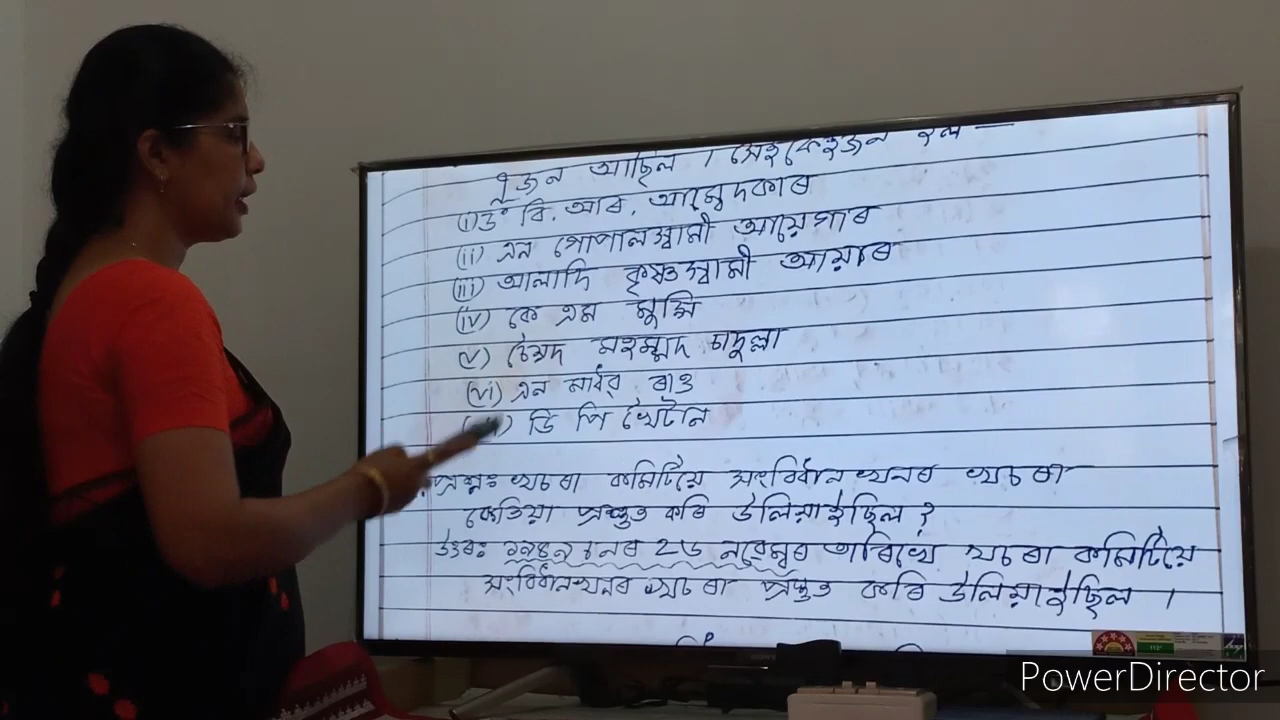 ৭জন আছিল । সেইকেইজন হল —
(i) ড° বি. আৰ. আম্বেদকাৰ
(ii) এন গোপালস্বামী আয়েংগাৰ
(iii) আলাদি কৃষ্ণস্বামী আয়াৰ
(iv) কে এম মুন্সি
(v) চৈয়দ মহম্মদ চাদুল্লা
(vi) এন মাধৱ ৰাও
ডি পি খৈটান
প্ৰশ্নঃ খচৰা কমিটিয়ে সংবিধানখনৰ খচৰা
কেতিয়া প্ৰস্তুত কৰি উলিয়াইছিল ?
উত্তৰঃ ১৯৪৯ চনৰ ২৬ নৱেম্বৰ তাৰিখে খচৰা কমিটিয়ে
সংবিধানখনৰ খচৰা প্ৰস্তুত কৰি উলিয়াইছিল ।
PowerDirector